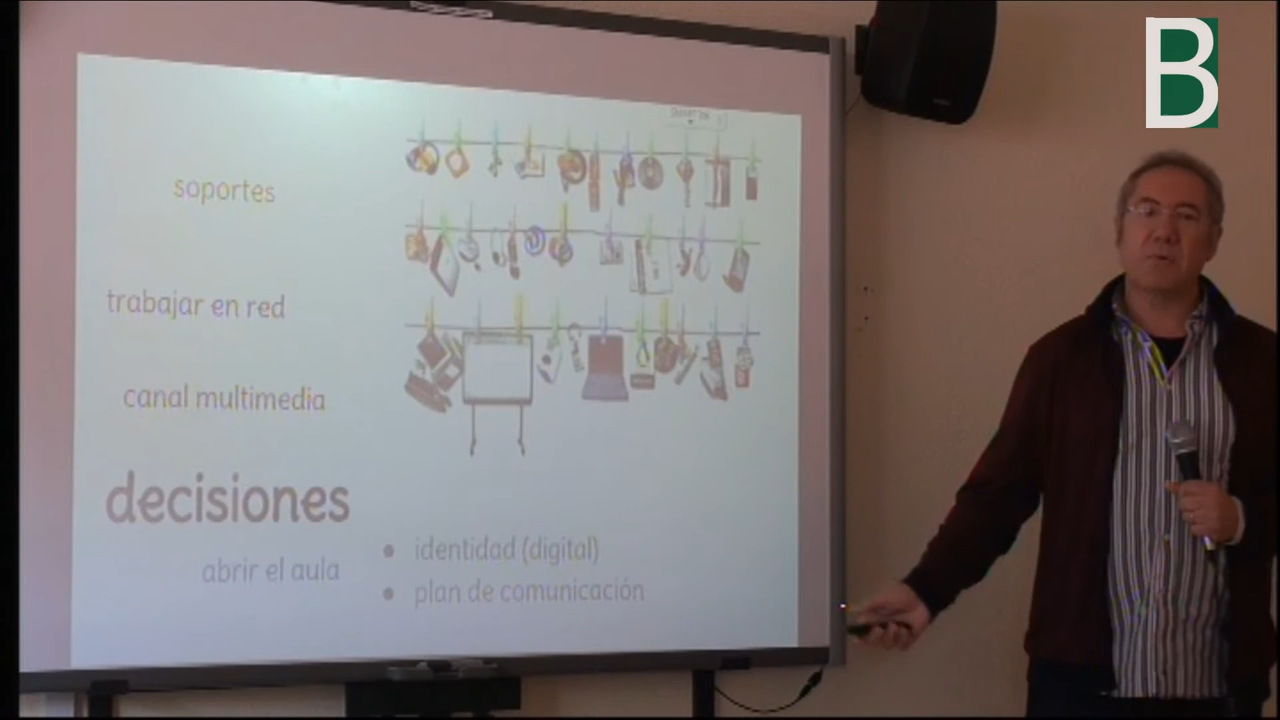 B
soportes
trabajar en red
canal multimedia
decisiones
abrir el aula
• identidad (digital)
• plan de comunicación